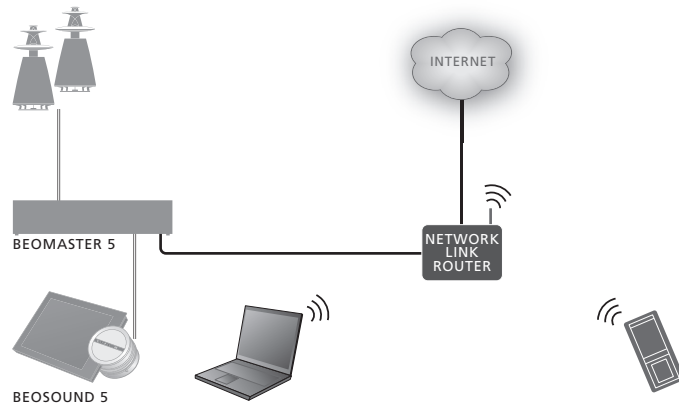 INTERNET
BEOMASTER 5
NETWORK
LINK
ROUTER
BEOSOUND 5